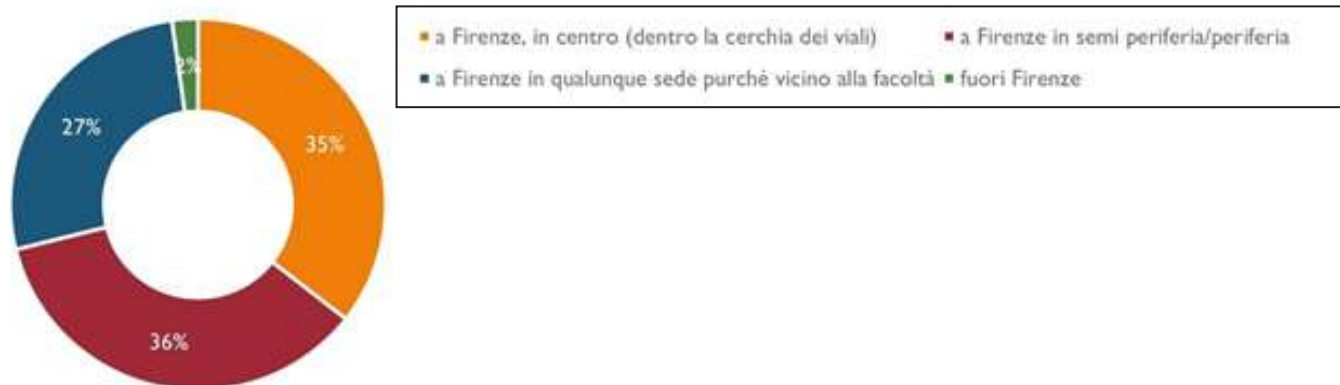 a Firenze, in centro (dentro la cerchia dei viali)
a Firenze in semi periferia/periferia
a Firenze in qualunque sede purchè vicino alla facoltà
fuori Firenze
2%
27%
35%
36%